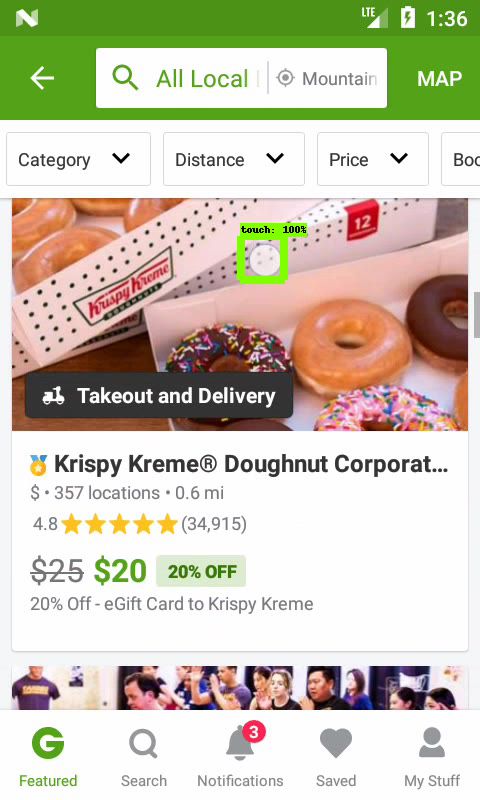 LTE 1:36
All Local Mountain MAP
Category Distance Price Boo
touch: 100%
12
Krispy Kreme
DOUGHNUTS
Takeout and Delivery
Krispy Kreme® Doughnut Corporat...
$ • 357 locations • 0.6 mi
4.8 (34,915)
$25 $20 20% OFF
20% Off - eGift Card to Krispy Kreme
3
Featured Search Notifications Saved My Stuff